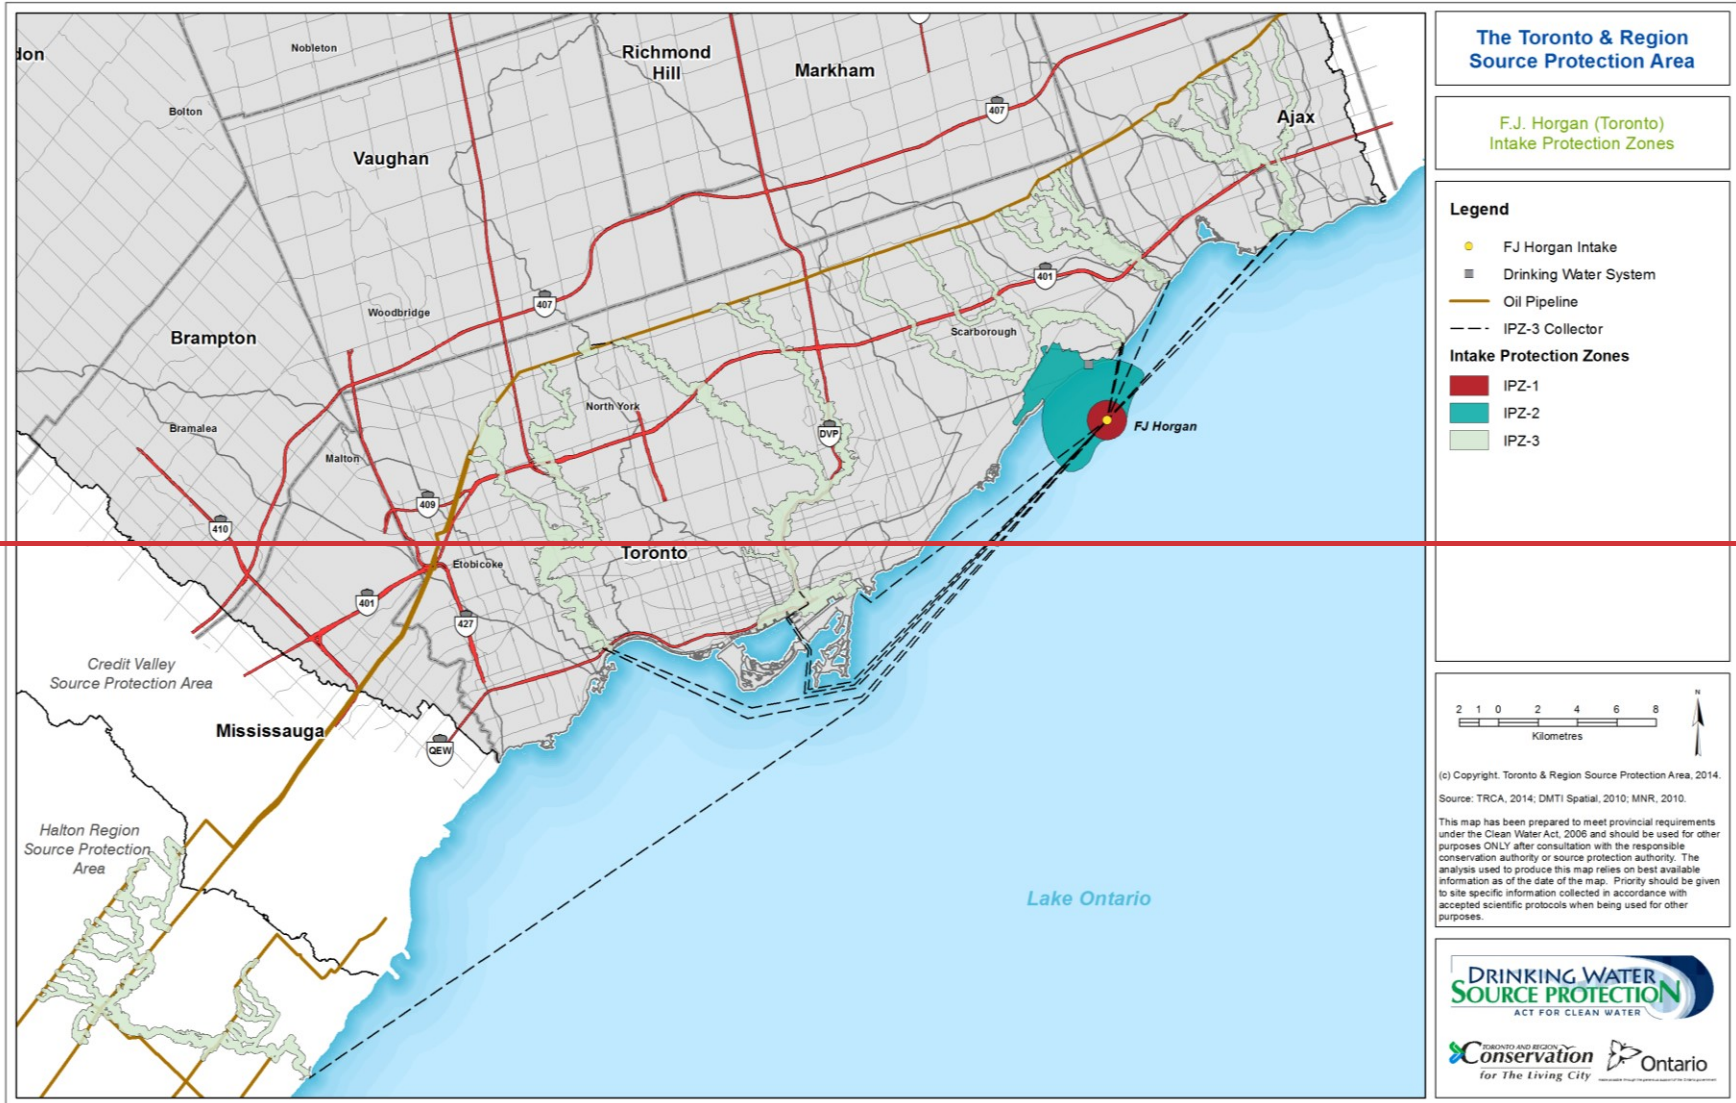 The Toronto & Region
Source Protection Area
F.J. Horgan (Toronto)
Intake Protection Zones
Legend
FJ Horgan Intake
Drinking Water System
Oil Pipeline
IPZ-3 Collector
Intake Protection Zones
IPZ-1
IPZ-2
IPZ-3
don
Nobleton
Richmond
Hill
Markham
Bolton
407
Ajax
Vaughan
401
407
Woodbridge
Scarborough
Brampton
North York
FJ Horgan
Bramalea
DVP
Malton
409
410
Toronto
Etobicoke
401
427
Credit Valley
Source Protection Area
Mississauga
QEW
Halton Region
Source Protection
Area
Lake Ontario
N
2 1 0 2 4 6 8
Kilometres
(c) Copyright. Toronto & Region Source Protection Area, 2014.
Source: TRCA, 2014; DMTI Spatial, 2010; MNR, 2010.
This map has been prepared to meet provincial requirements
under the Clean Water Act, 2006 and should be used for other
purposes ONLY after consultation with the responsible
conservation authority or source protection authority. The
analysis used to produce this map relies on best available
information as of the date of the map. Priority should be given
to site specific information collected in accordance with
accepted scientific protocols when being used for other
purposes.
DRINKING WATER
SOURCE PROTECTION
ACT FOR CLEAN WATER
TORONTO AND REGION
Conservation
for The Living City
Ontario